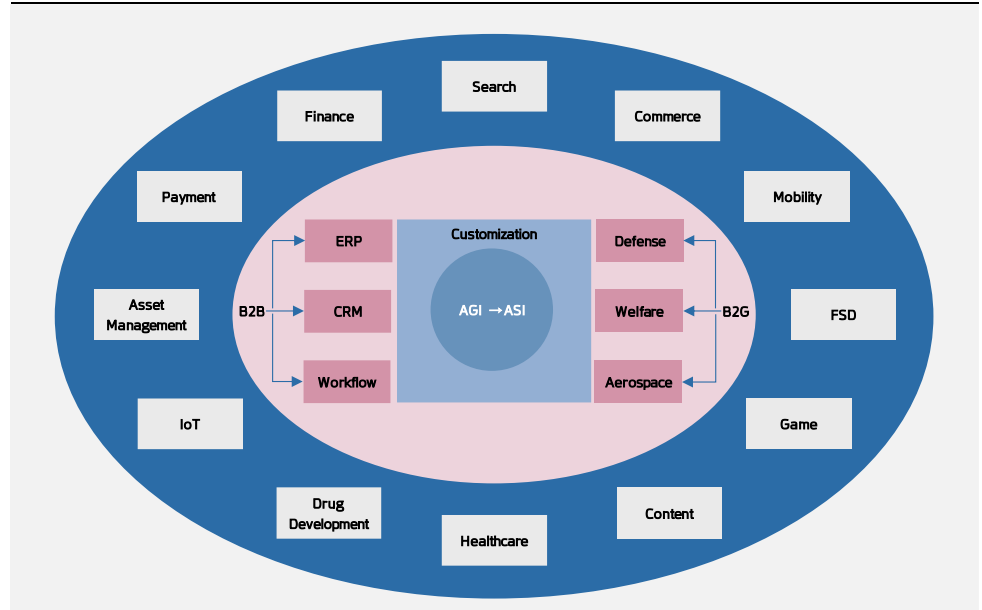 Search
Finance
Commerce
Payment
Mobility
ERP
Customization
Defense
B2B
CRM
AGI → ASI
Welfare
B2G
Asset
Management
FSD
Workflow
Aerospace
IoT
Game
Drug
Development
Content
Healthcare